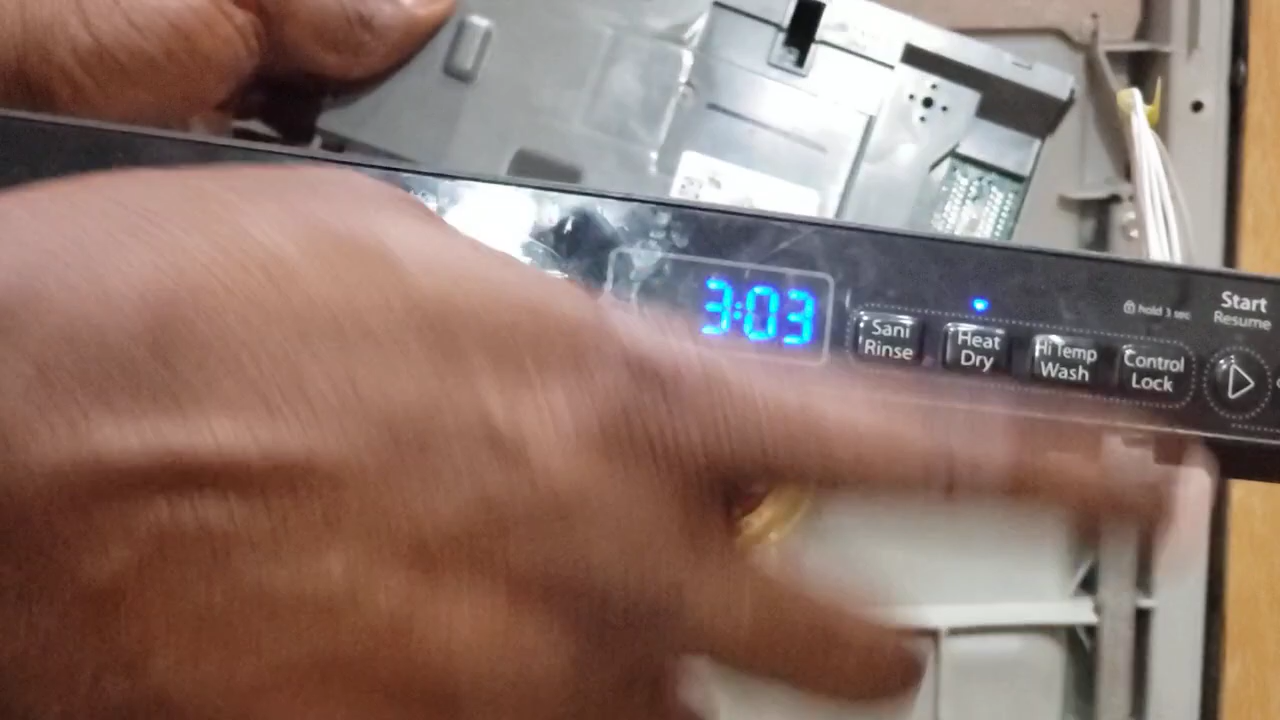 3:03
Sani
Rinse
Heat
Dry
Hi Temp
Wash
Control
Lock
hold 3 sec
Start
Resume